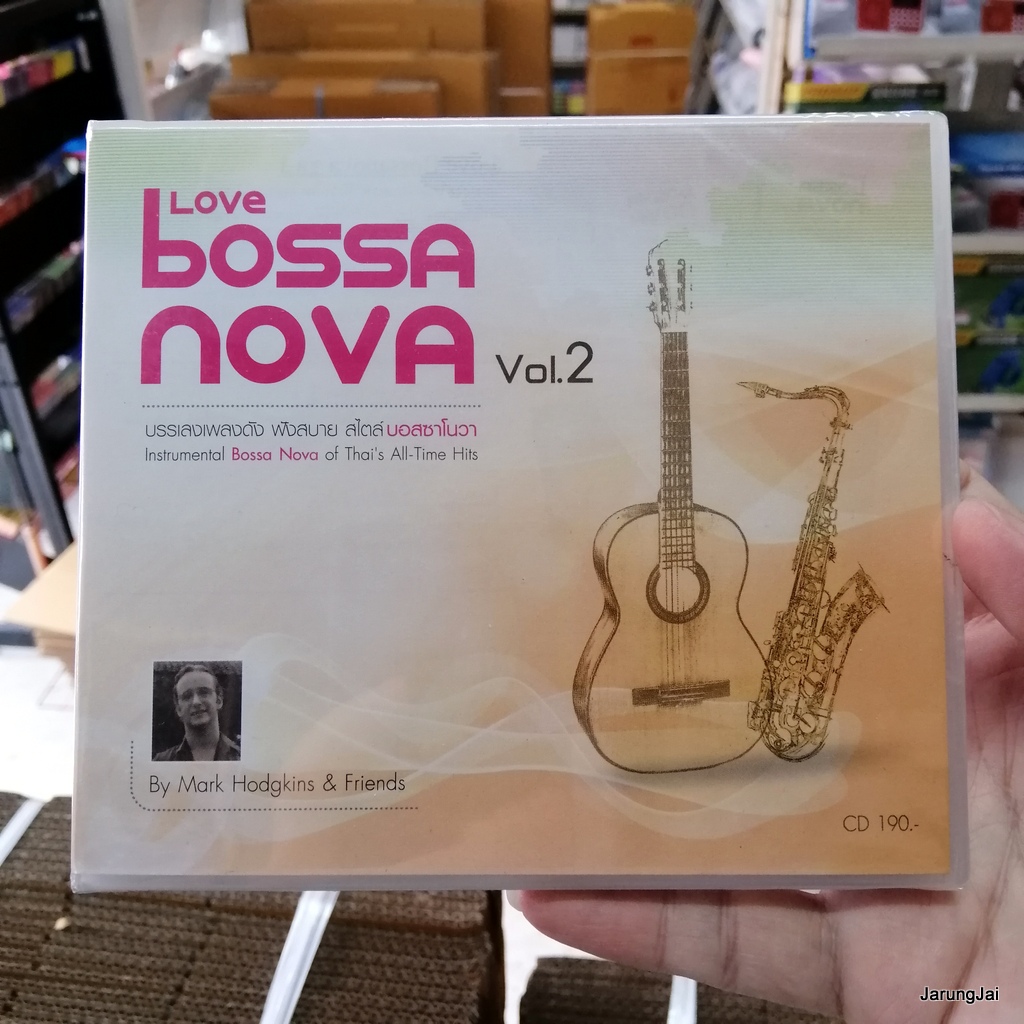 Love
bossa
nova Vol.2
บรรเลงเพลงดัง ฟังสบาย สไตล์ บอสซาโนวา
Instrumental Bossa Nova of Thai's All-Time Hits
By Mark Hodgkins & Friends
CD 190.-
JarungJai